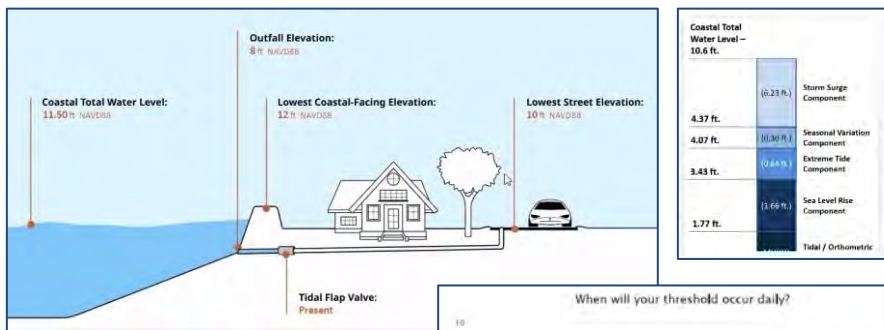 Outfall Elevation:
8 ft NAVD88
Coastal Total Water Level:
11.50 ft NAVD88
Lowest Coastal-Facing Elevation:
12 ft NAVD88
Lowest Street Elevation:
10 ft NAVD88
Tidal Flap Valve:
Present
Coastal Total
Water Level –
10.6 ft.
(6.23 ft.)
Storm Surge
Component
4.37 ft.
4.07 ft.
(0.30 ft.)
Seasonal Variation
Component
3.43 ft.
(0.64 ft.)
Extreme Tide
Component
1.77 ft.
(1.66 ft.)
Sea Level Rise
Component
Tidal / Orthometric
When will your threshold occur daily?
10